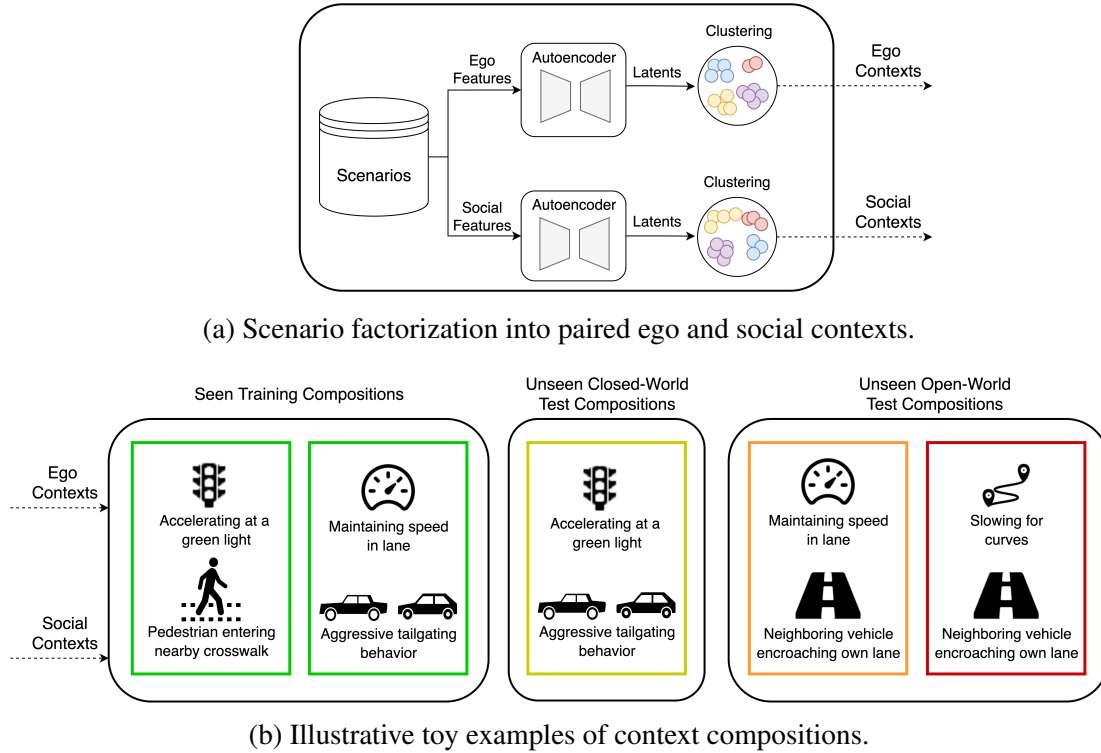 Scenarios
Ego
Features
Social
Features
Autoencoder
Latents
Clustering
Ego
Contexts
Autoencoder
Latents
Clustering
Social
Contexts
(a) Scenario factorization into paired ego and social contexts.
Seen Training Compositions
Unseen Closed-World
Test Compositions
Unseen Open-World
Test Compositions
Ego
Contexts
Social
Contexts
Accelerating at a
green light
Pedestrian entering
nearby crosswalk
Maintaining speed
in lane
Aggressive tailgating
behavior
Accelerating at a
green light
Aggressive tailgating
behavior
Maintaining speed
in lane
Neighboring vehicle
encroaching own lane
Slowing for
curves
Neighboring vehicle
encroaching own lane
(b) Illustrative toy examples of context compositions.